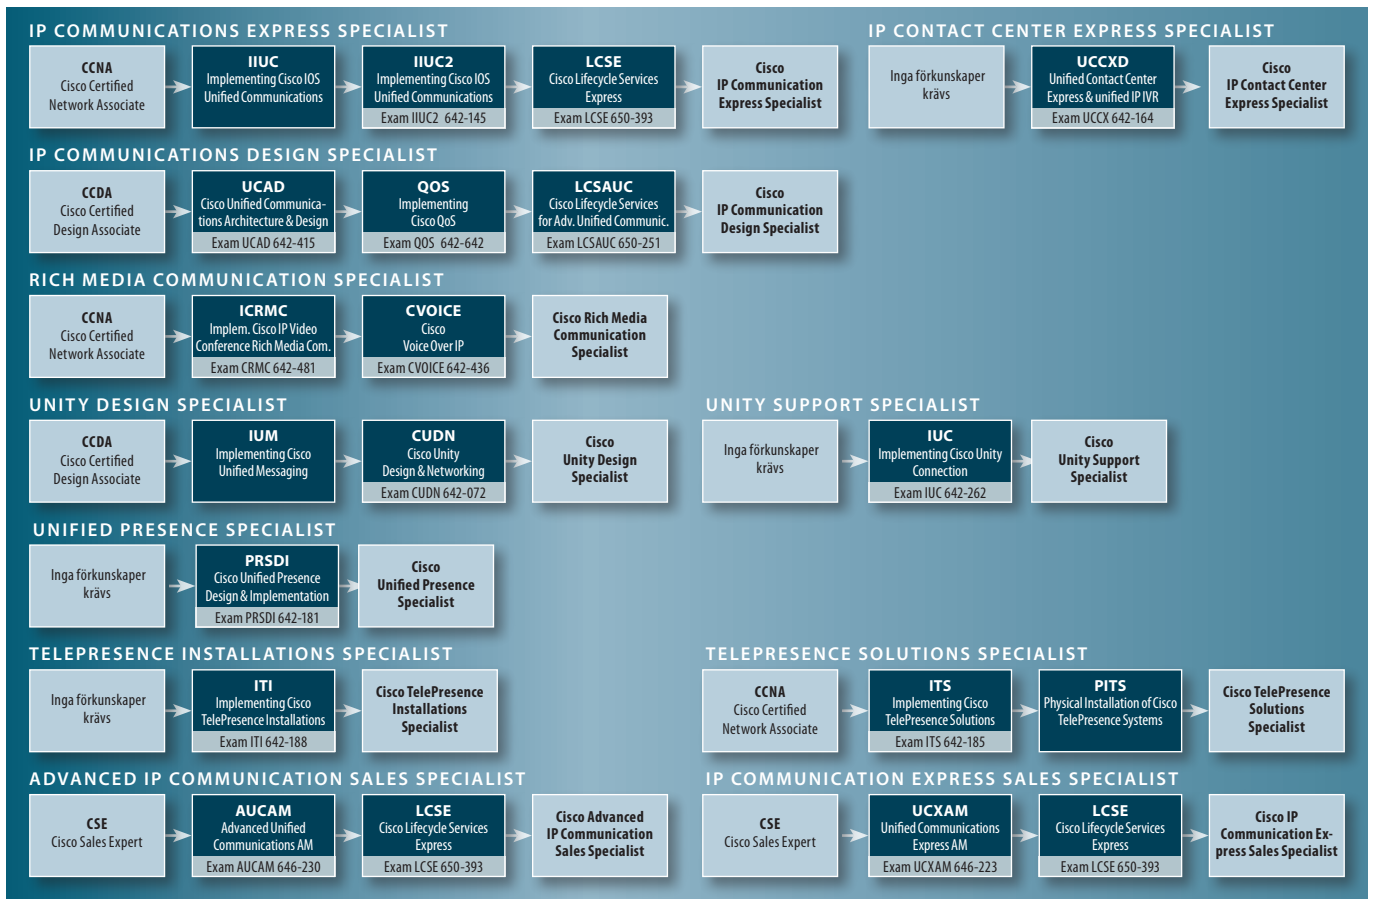 IP COMMUNICATIONS EXPRESS SPECIALIST
CCNA
Cisco Certified
Network Associate
IIUC
Implementing Cisco IOS
Unified Communications
IIUC2
Implementing Cisco IOS
Unified Communications
Exam IIUC2 642-145
LCSE
Cisco Lifecycle Services
Express
Exam LCSE 650-393
Cisco
IP Communication
Express Specialist
IP CONTACT CENTER EXPRESS SPECIALIST
Inga förkunskaper
krävs
UCCXD
Unified Contact Center
Express & unified IP IVR
Exam UCCX 642-164
Cisco
IP Contact Center
Express Specialist
IP COMMUNICATIONS DESIGN SPECIALIST
CCDA
Cisco Certified
Design Associate
UCAD
Cisco Unified Communica-
tions Architecture & Design
Exam UCAD 642-415
QOS
Implementing
Cisco QoS
Exam QOS 642-642
LCSAUC
Cisco Lifecycle Services
for Adv. Unified Communic.
Exam LCSAUC 650-251
Cisco
IP Communication
Design Specialist
RICH MEDIA COMMUNICATION SPECIALIST
CCNA
Cisco Certified
Network Associate
ICRMC
Implem. Cisco IP Video
Conference Rich Media Com.
Exam CRMC 642-481
CVOICE
Cisco
Voice Over IP
Exam CVOICE 642-436
Cisco Rich Media
Communication
Specialist
UNITY DESIGN SPECIALIST
CCDA
Cisco Certified
Design Associate
IUM
Implementing Cisco
Unified Messaging
CUDN
Cisco Unity
Design & Networking
Exam CUDN 642-072
Cisco
Unity Design
Specialist
UNITY SUPPORT SPECIALIST
Inga förkunskaper
krävs
IUC
Implementing Cisco Unity
Connection
Exam IUC 642-262
Cisco
Unity Support
Specialist
UNIFIED PRESENCE SPECIALIST
Inga förkunskaper
krävs
PRSDI
Cisco Unified Presence
Design & Implementation
Exam PRSDI 642-181
Cisco
Unified Presence
Specialist
TELEPRESENCE INSTALLATIONS SPECIALIST
Inga förkunskaper
krävs
ITI
Implementing Cisco
TelePresence Installations
Exam ITI 642-188
Cisco TelePresence
Installations
Specialist
TELEPRESENCE SOLUTIONS SPECIALIST
CCNA
Cisco Certified
Network Associate
ITS
Implementing Cisco
TelePresence Solutions
Exam ITS 642-185
PITS
Physical Installation of Cisco
TelePresence Systems
Cisco TelePresence
Solutions
Specialist
ADVANCED IP COMMUNICATION SALES SPECIALIST
CSE
Cisco Sales Expert
AUCAM
Advanced Unified
Communications AM
Exam AUCAM 646-230
LCSE
Cisco Lifecycle Services
Express
Exam LCSE 650-393
Cisco Advanced
IP Communication
Sales Specialist
IP COMMUNICATION EXPRESS SALES SPECIALIST
CSE
Cisco Sales Expert
UCXAM
Unified Communications
Express AM
Exam UCXAM 646-223
LCSE
Cisco Lifecycle Services
Express
Exam LCSE 650-393
Cisco IP
Communication Ex-
press Sales Specialist